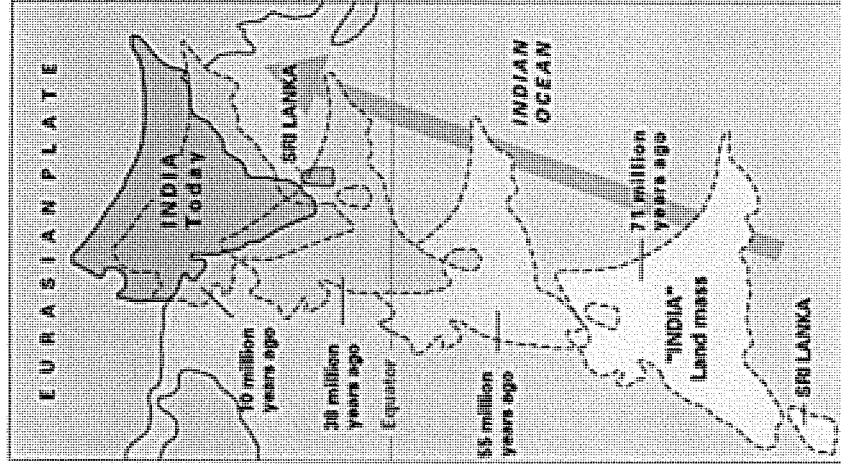 EURASIAN PLATE
INDIA
Today
SRI LANKA
10 million
years ago
38 million
years ago
Equator
INDIAN
OCEAN
55 million
years ago
71 million
years ago
"INDIA"
Land mass
SRI LANKA